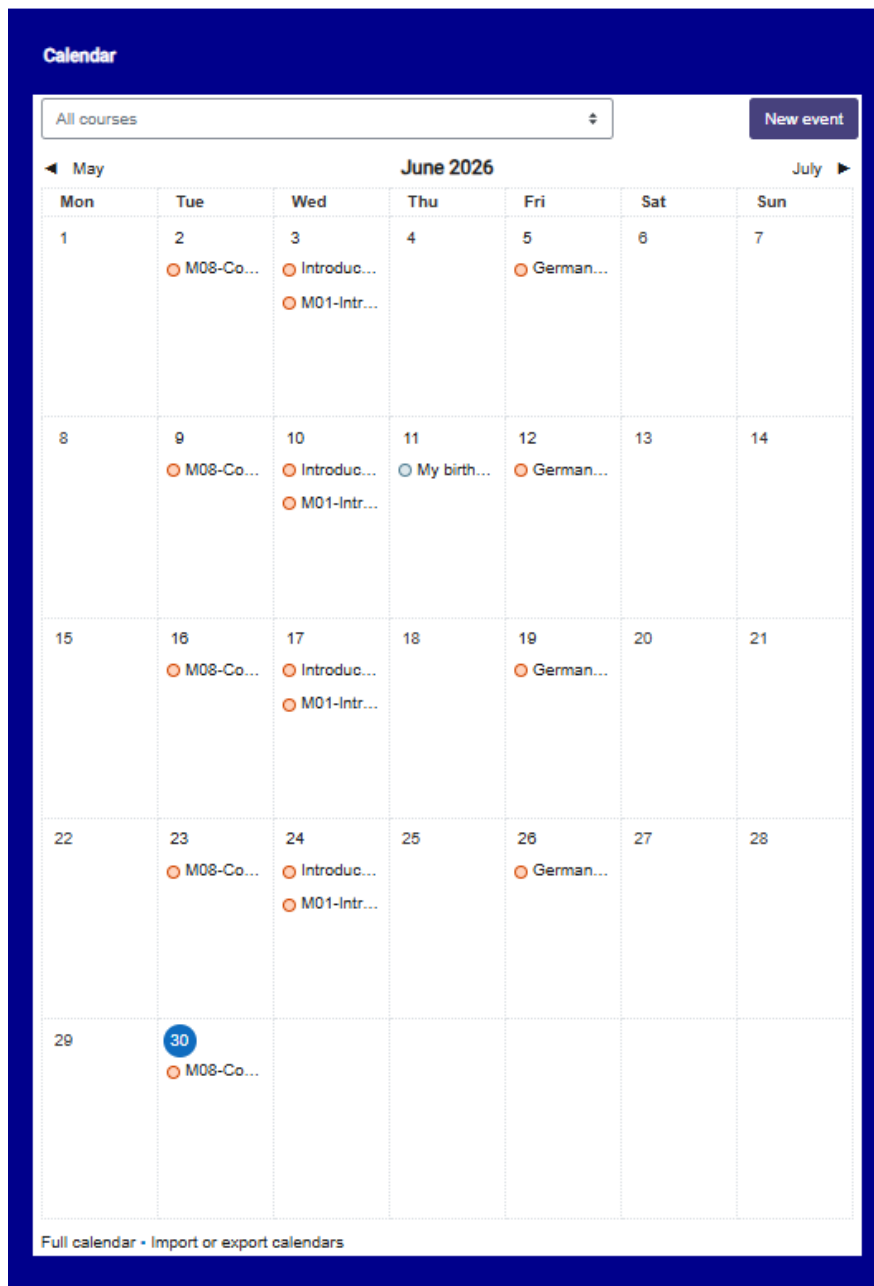 Calendar
All courses
New event
◄ May
June 2026
July ►
Mon Tue Wed Thu Fri Sat Sun
1 2 3 4 5 6 7
M08-Co... Introduc... German...
M01-Intr...
8 9 10 11 12 13 14
M08-Co... Introduc... My birth... German...
M01-Intr...
15 16 17 18 19 20 21
M08-Co... Introduc... German...
M01-Intr...
22 23 24 25 26 27 28
M08-Co... Introduc... German...
M01-Intr...
29 30
M08-Co...
Full calendar • Import or export calendars